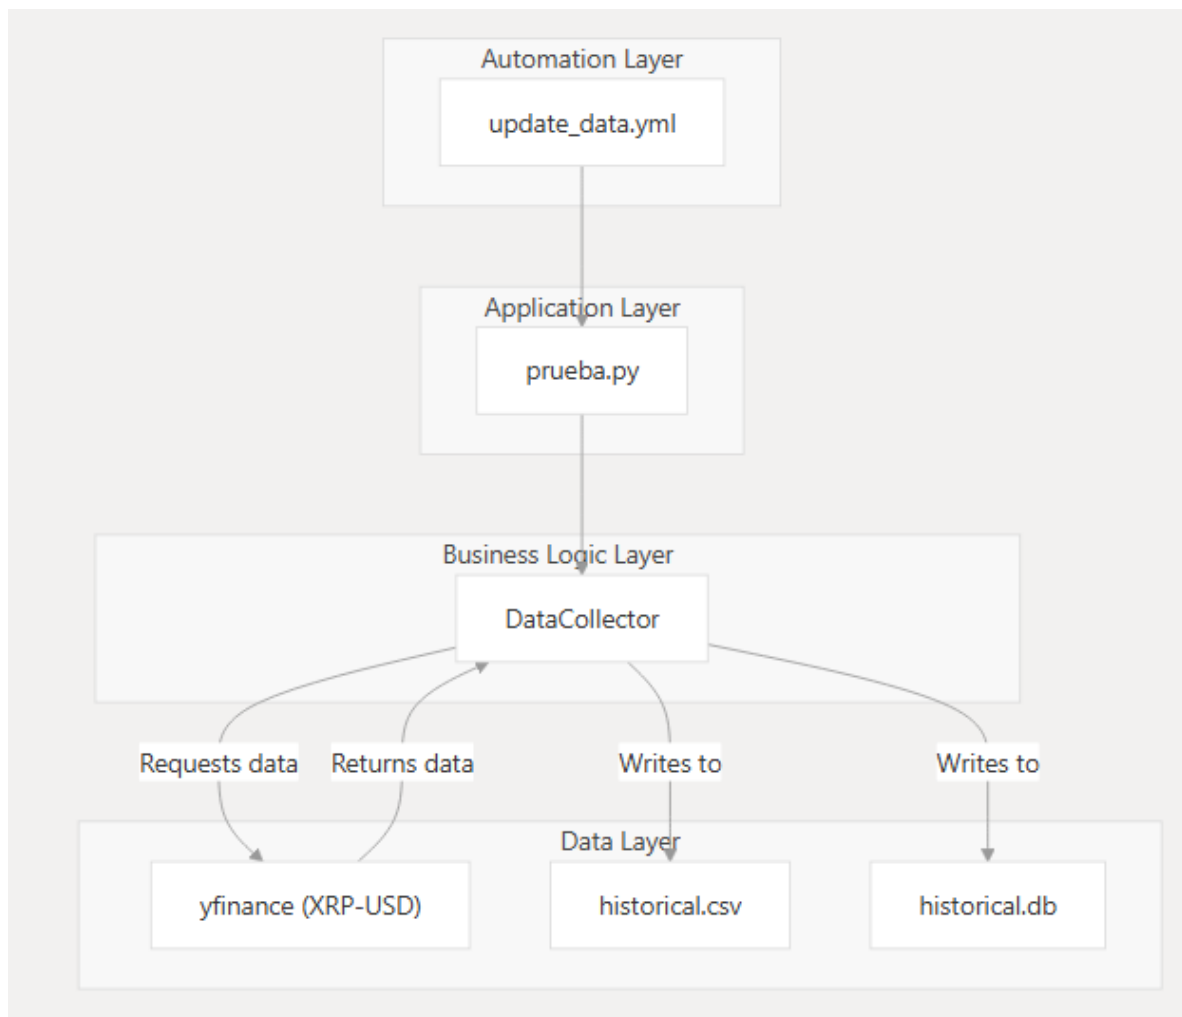 Automation Layer
update_data.yml
Application Layer
prueba.py
Business Logic Layer
DataCollector
Requests data
Returns data
Writes to
Writes to
Data Layer
yfinance (XRP-USD)
historical.csv
historical.db